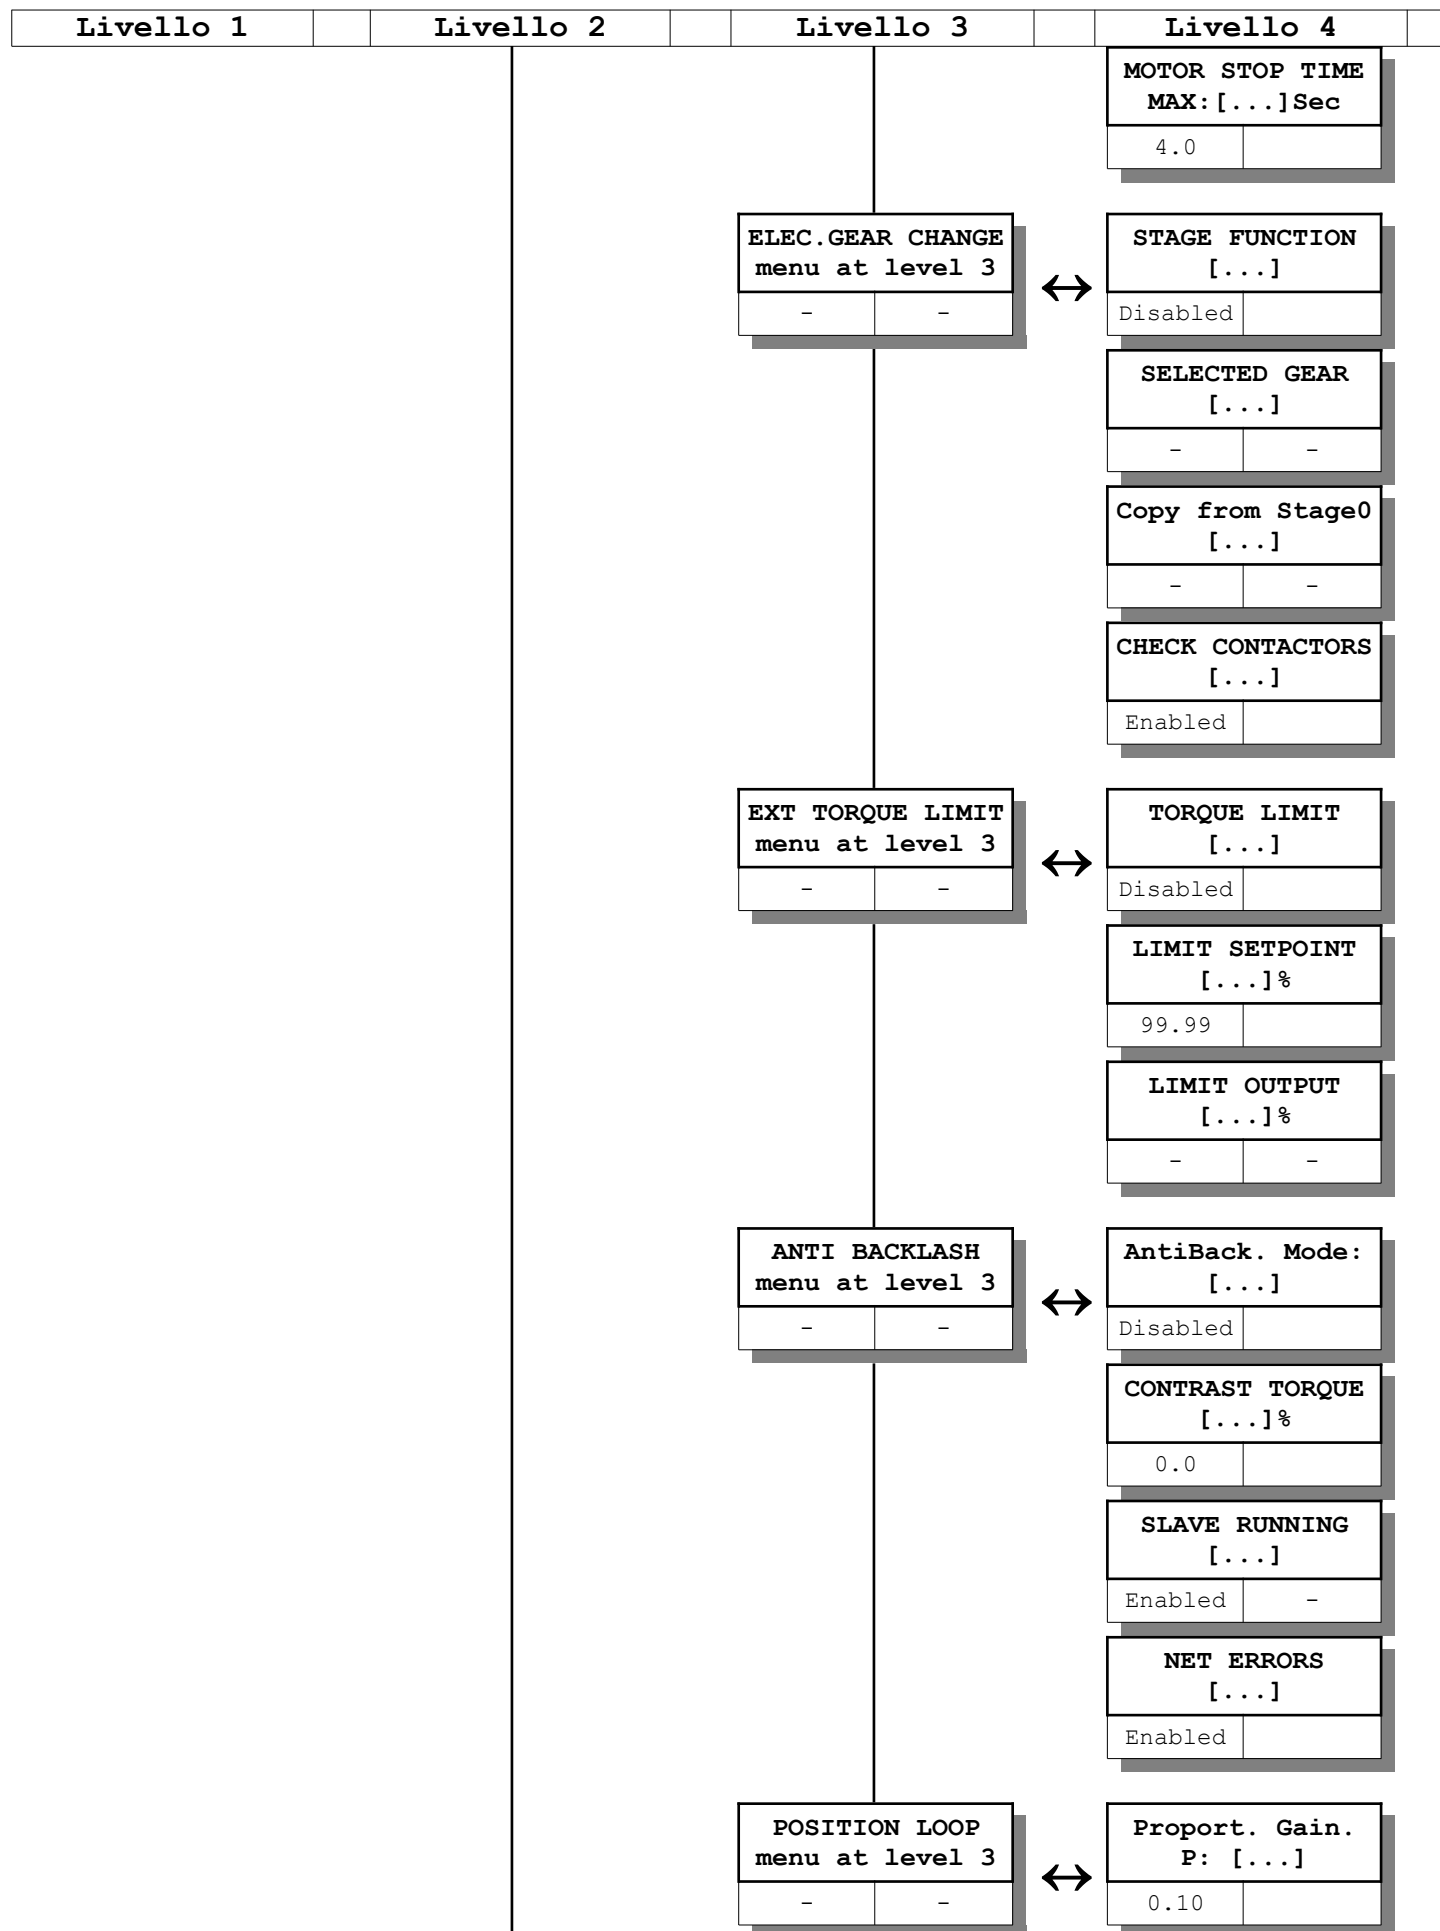 Livello 1 Livello 2 Livello 3 Livello 4
MOTOR STOP TIME
MAX:[...]Sec
4.0
ELEC.GEAR CHANGE
menu at level 3
- -
STAGE FUNCTION
[...]
Disabled
SELECTED GEAR
[...]
- -
Copy from Stage0
[...]
- -
CHECK CONTACTORS
[...]
Enabled
EXT TORQUE LIMIT
menu at level 3
- -
TORQUE LIMIT
[...]
Disabled
LIMIT SETPOINT
[...]%
99.99
LIMIT OUTPUT
[...]%
- -
ANTI BACKLASH
menu at level 3
- -
AntiBack. Mode:
[...]
Disabled
CONTRAST TORQUE
[...]%
0.0
SLAVE RUNNING
[...]
Enabled -
NET ERRORS
[...]
Enabled
POSITION LOOP
menu at level 3
- -
Proport. Gain.
P: [...]
0.10